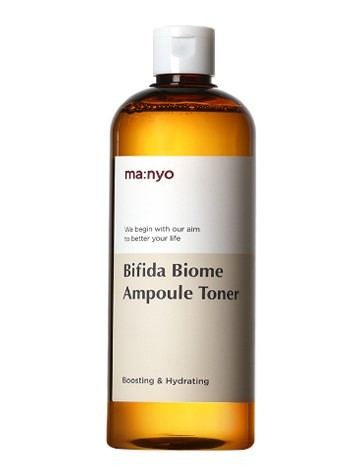 ma:nyo
We begin with our aim
to better your life
Bifida Biome
Ampoule Toner
Boosting & Hydrating